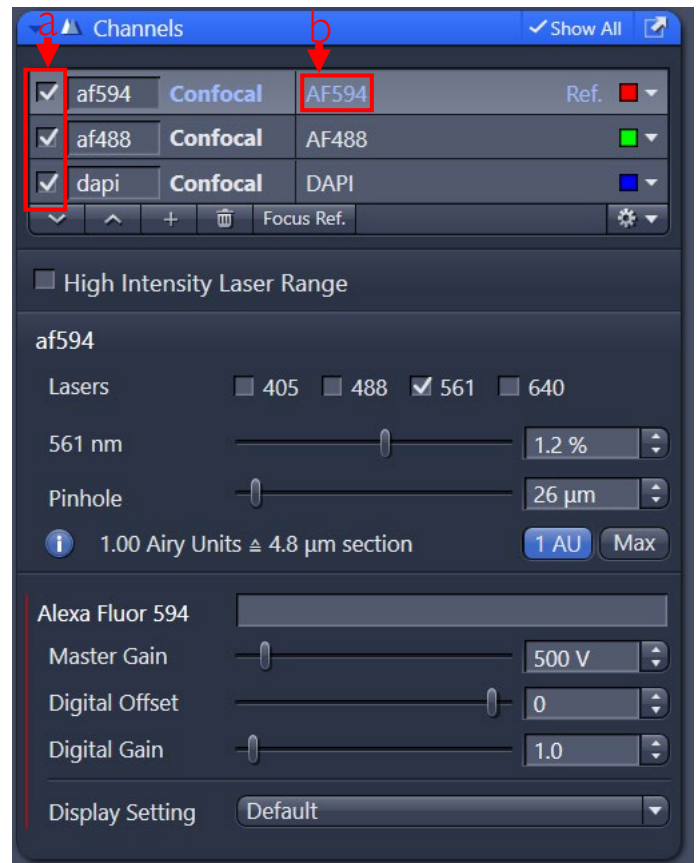 a b
Channels Show All
af594 Confocal AF594 Ref.
af488 Confocal AF488
dapi Confocal DAPI
+ Focus Ref.
High Intensity Laser Range
af594
Lasers 405 488 561 640
561 nm 1.2 %
Pinhole 26 µm
i 1.00 Airy Units ≙ 4.8 µm section 1 AU Max
Alexa Fluor 594
Master Gain 500 V
Digital Offset 0
Digital Gain 1.0
Display Setting Default